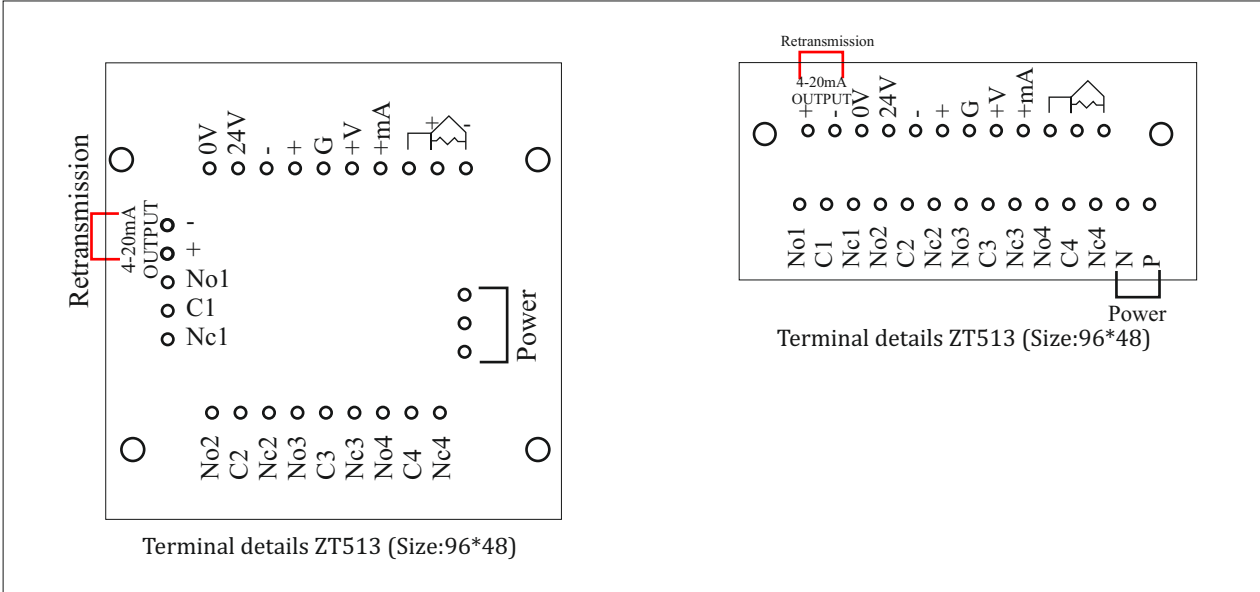 0V
24V
-
+
G
+V
+mA
+
-
Retransmission
4-20mA
OUTPUT
-
+
No1
C1
Nc1
Power
No2
C2
Nc2
No3
C3
Nc3
No4
C4
Nc4
Terminal details ZT513 (Size:96*48)
Retransmission
4-20mA
OUTPUT
+
-
0V
24V
-
+
G
+V
+mA
No1
C1
Nc1
No2
C2
Nc2
No3
C3
Nc3
No4
C4
Nc4
N
P
Power
Terminal details ZT513 (Size:96*48)